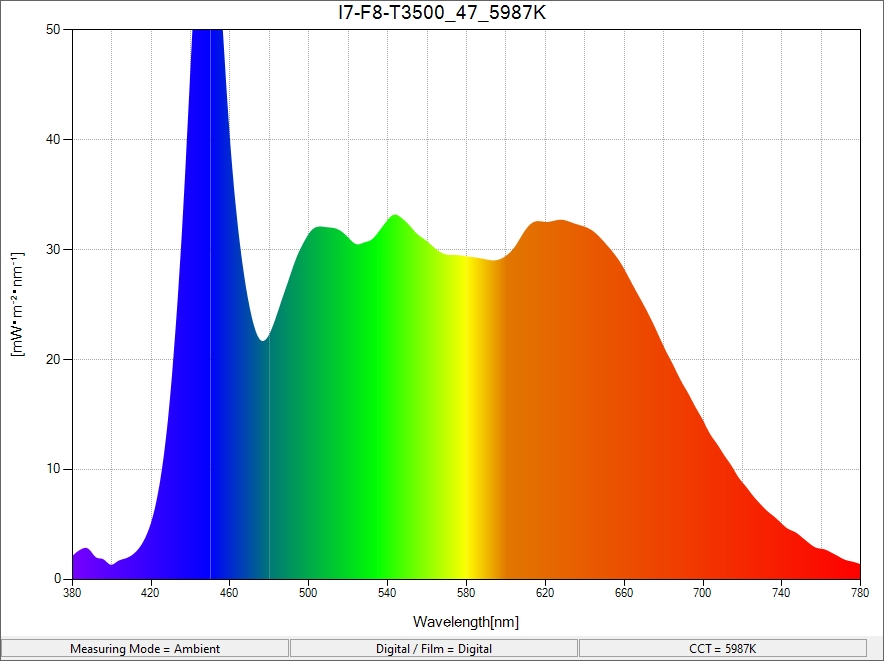 I7-F8-T3500_47_5987K
50
40
30
20
10
0
[mW•m⁻²•nm⁻¹]
380 420 460 500 540 580 620 660 700 740 780
Wavelength[nm]
Measuring Mode = Ambient
Digital / Film = Digital
CCT = 5987K